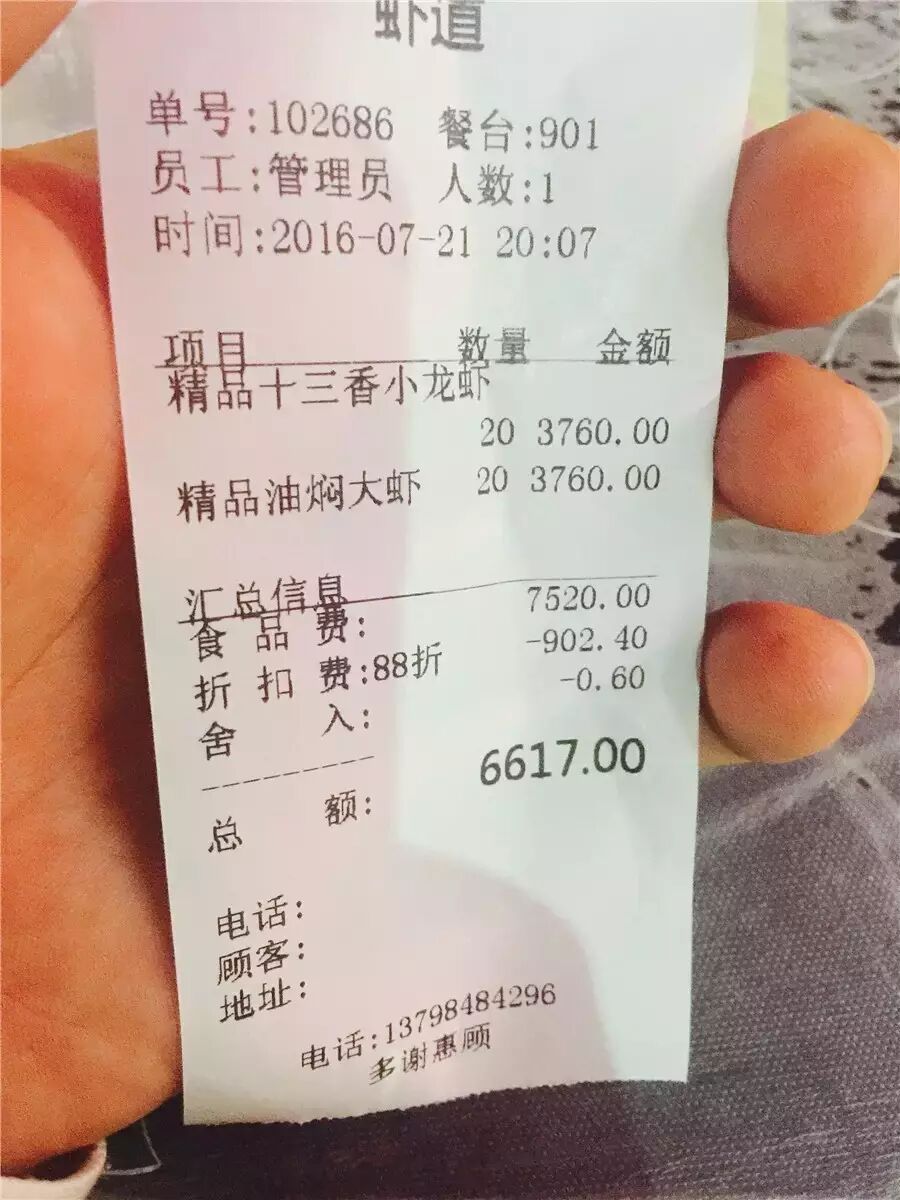 虾道
单号:102686 餐台:901
员工:管理员 人数:1
时间:2016-07-21 20:07
项目 数量 金额
精品十三香小龙虾
20 3760.00
精品油焖大虾 20 3760.00
汇总信息
食品费: 7520.00
折扣费:88折 -902.40
舍入: -0.60
总额: 6617.00
电话:
顾客:
地址:
电话:13798484296
多谢惠顾